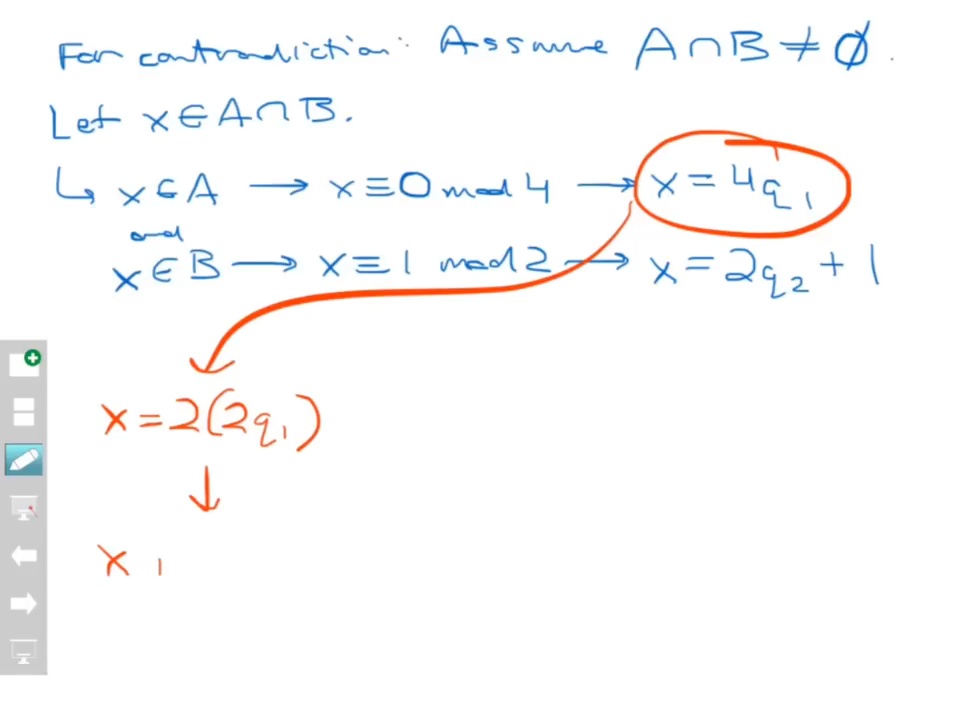 For contradiction: Assume A∩B ≠ ∅.
Let x∈A∩B.
↳ x∈A → x≡0 mod 4 → x = 4q₁
and
x∈B → x≡1 mod 2 → x = 2q₂ + 1
x = 2(2q₁)
↓
x